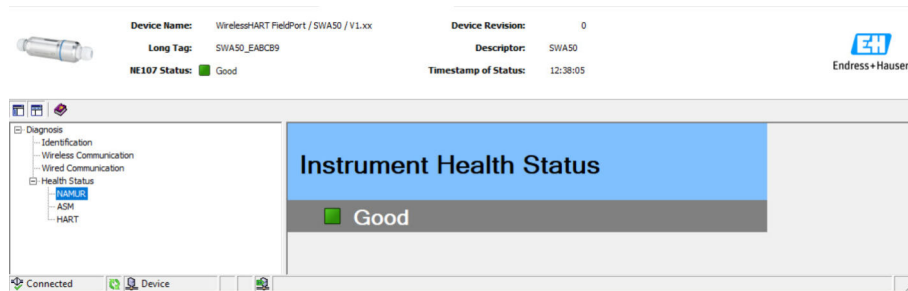 Device Name: WirelessHART FieldPort / SWA50 / V1.xx Device Revision: 0
Long Tag: SWA50_EABCB9 Descriptor: SWA50
NE107 Status: Good Timestamp of Status: 12:38:05
EH
Endress+Hauser
Diagnosis
Identification
Wireless Communication
Wired Communication
Health Status
NAMUR
ASM
HART
Instrument Health Status
Good
Connected Device